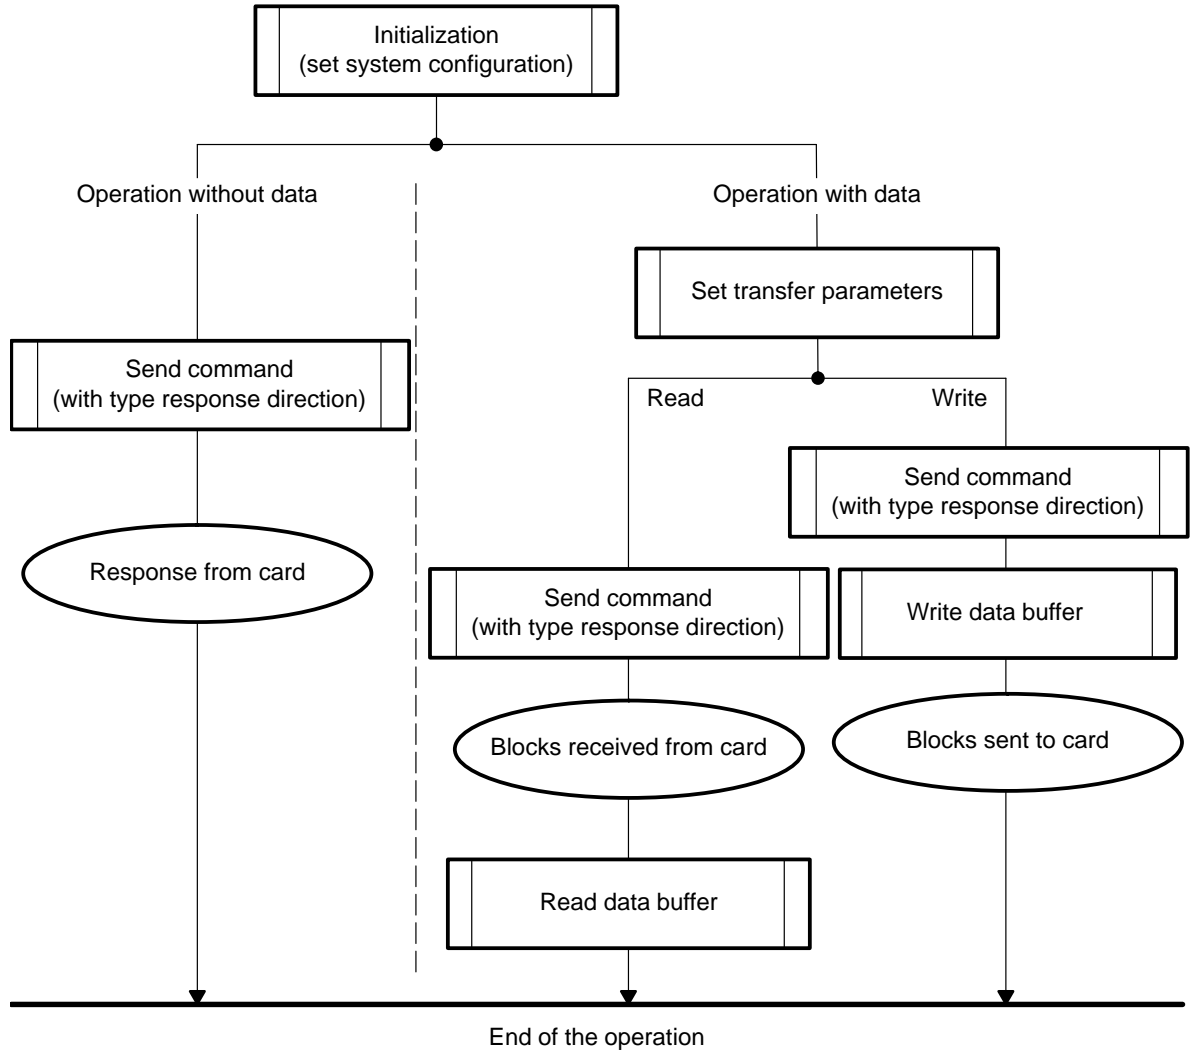 Initialization
(set system configuration)
Operation without data
Operation with data
Set transfer parameters
Send command
(with type response direction)
Read
Write
Send command
(with type response direction)
Response from card
Send command
(with type response direction)
Write data buffer
Blocks received from card
Blocks sent to card
Read data buffer
End of the operation